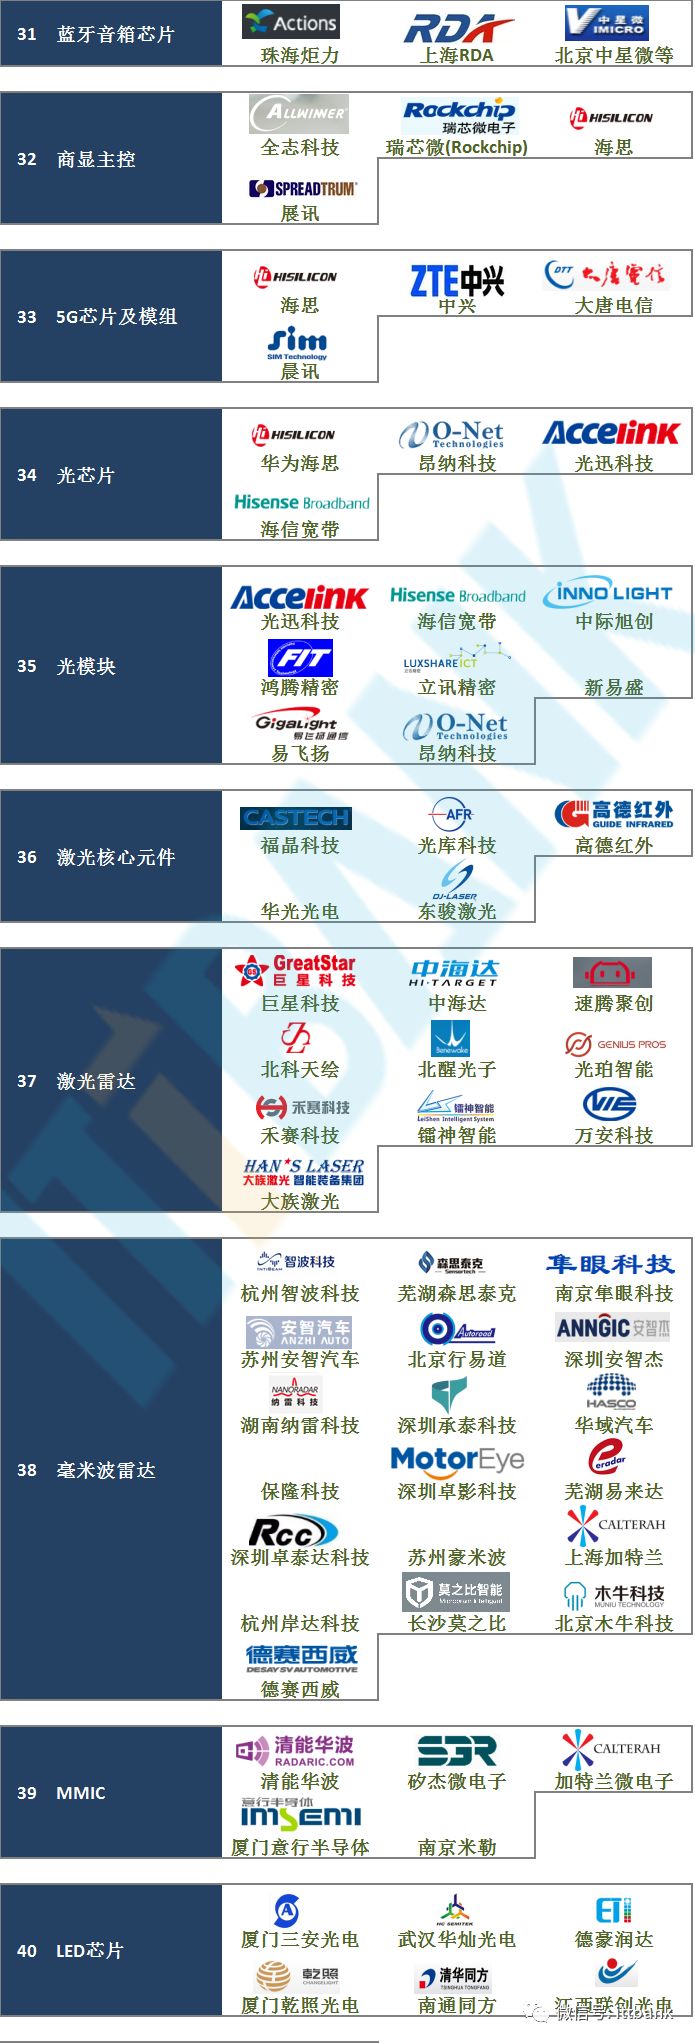 31 蓝牙音箱芯片
Actions RDA 中星微 VIMICRO
珠海炬力 上海RDA 北京中星微等
32 商显主控
ALLWINNER Rockchip 瑞芯微电子 HISILICON
全志科技 瑞芯微(Rockchip) 海思
SPREADTRUM
展讯
33 5G芯片及模组
HISILICON ZTE中兴 DTT 大唐电信
海思 中兴 大唐电信
Sim SIM Technology
晨讯
34 光芯片
HISILICON O-Net Technologies Accelink
华为海思 昂纳科技 光迅科技
Hisense Broadband
海信宽带
35 光模块
Accelink Hisense Broadband INNOLIGHT
光迅科技 海信宽带 中际旭创
FIT LUXSHARE ICT
鸿腾精密 立讯精密 新易盛
GIGALIGHT 易飞扬通信 O-Net Technologies
易飞扬 昂纳科技
36 激光核心元件
CASTECH AFR 高德红外 GUIDE INFRARED
福晶科技 光库科技 高德红外
DJ-LASER
华光光电 东骏激光
37 激光雷达
GS GreatStar 巨星科技 中海达 HI-TARGET
巨星科技 中海达 速腾聚创
Benewake GENIUS PROS
北科天绘 北醒光子 光珀智能
禾赛科技 镭神智能 LeiShen Intelligent System
禾赛科技 镭神智能 万安科技
HAN*S LASER 大族激光 智能装备集团
大族激光
38 毫米波雷达
智波科技 INTIBEAM 森思泰克 Sensortech 隼眼科技
杭州智波科技 芜湖森思泰克 南京隼眼科技
安智汽车 ANZHI AUTO Autoroad ANNGIC 安智杰
苏州安智汽车 北京行易道 深圳安智杰
NANORADAR 纳雷科技 HASCO
湖南纳雷科技 深圳承泰科技 华域汽车
MotorEye eradar
保隆科技 深圳卓影科技 芜湖易来达
RCC CALTERAH
深圳卓泰达科技 苏州豪米波 上海加特兰
莫之比智能 Microbrain Intelligent 木牛科技 MUNIU TECHNOLOGY
杭州岸达科技 长沙莫之比 北京木牛科技
德赛西威 DESAY SV AUTOMOTIVE
德赛西威
39 MMIC
清能华波 RADARIC.COM S3R CALTERAH
清能华波 矽杰微电子 加特兰微电子
意行半导体 imsemi
厦门意行半导体 南京米勒
40 LED芯片
HC SEMITEK ETi
厦门三安光电 武汉华灿光电 德豪润达
乾照 清华同方 TSINGHUA TONGFANG
厦门乾照光电 南通同方 江西联创光电
微信号: ittbank
ITTBANK